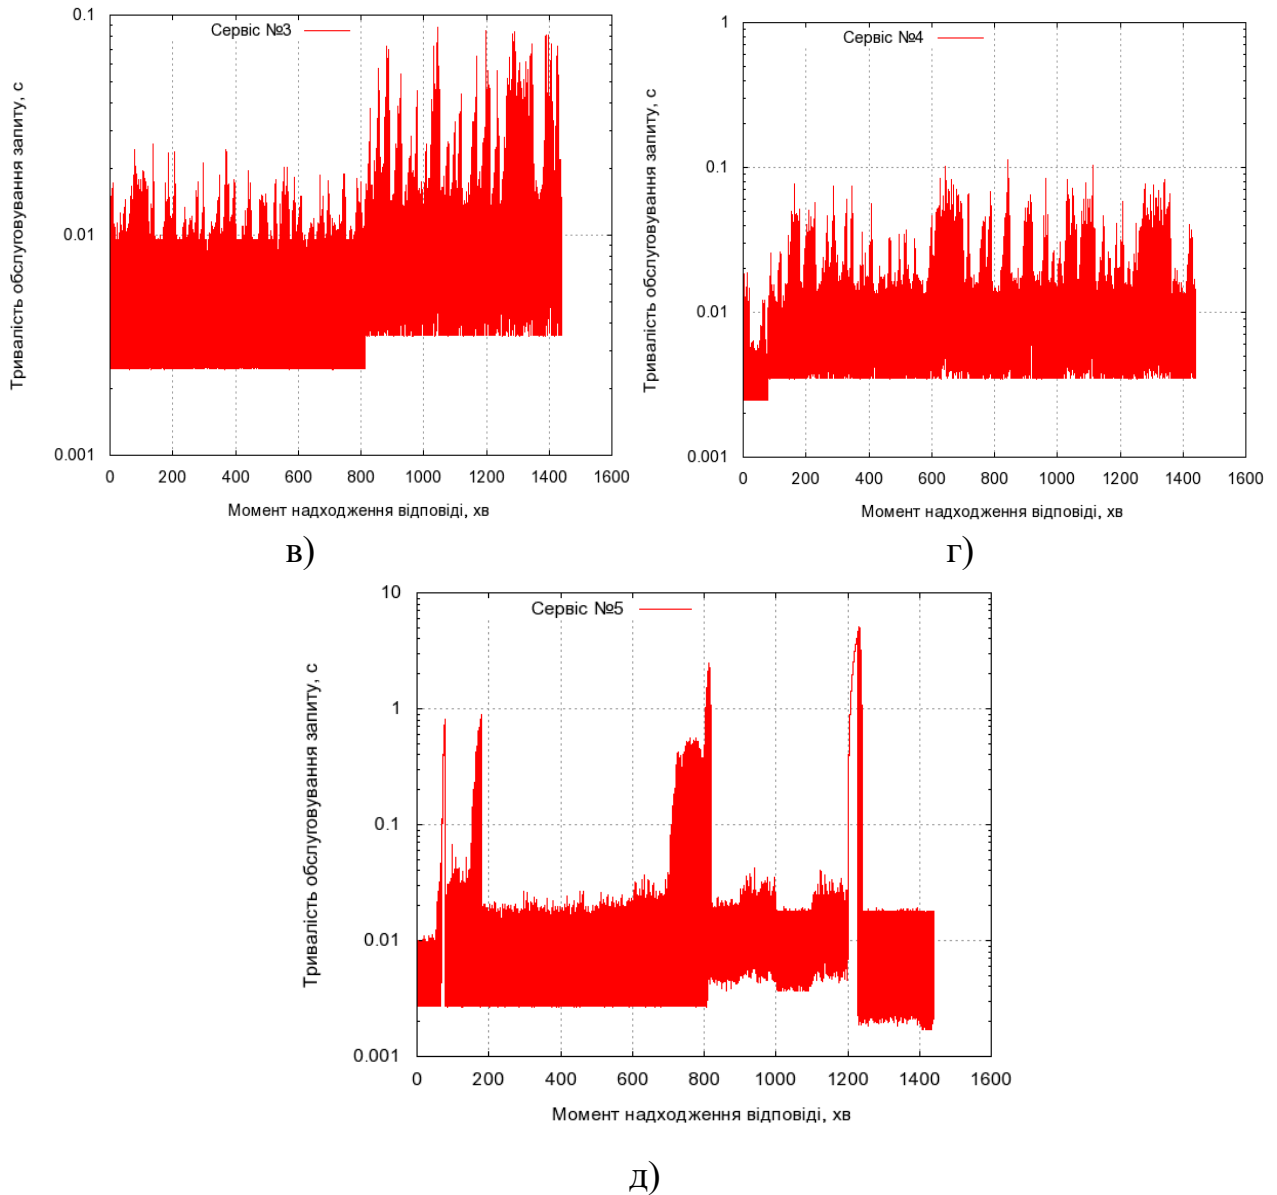 Сервіс №3
Тривалість обслуговування запиту, с
0.1
0.01
0.001
0 200 400 600 800 1000 1200 1400 1600
Момент надходження відповіді, хв
в)
Сервіс №4
Тривалість обслуговування запиту, с
1
0.1
0.01
0.001
0 200 400 600 800 1000 1200 1400 1600
Момент надходження відповіді, хв
г)
Сервіс №5
Тривалість обслуговування запиту, с
10
1
0.1
0.01
0.001
0 200 400 600 800 1000 1200 1400 1600
Момент надходження відповіді, хв
д)